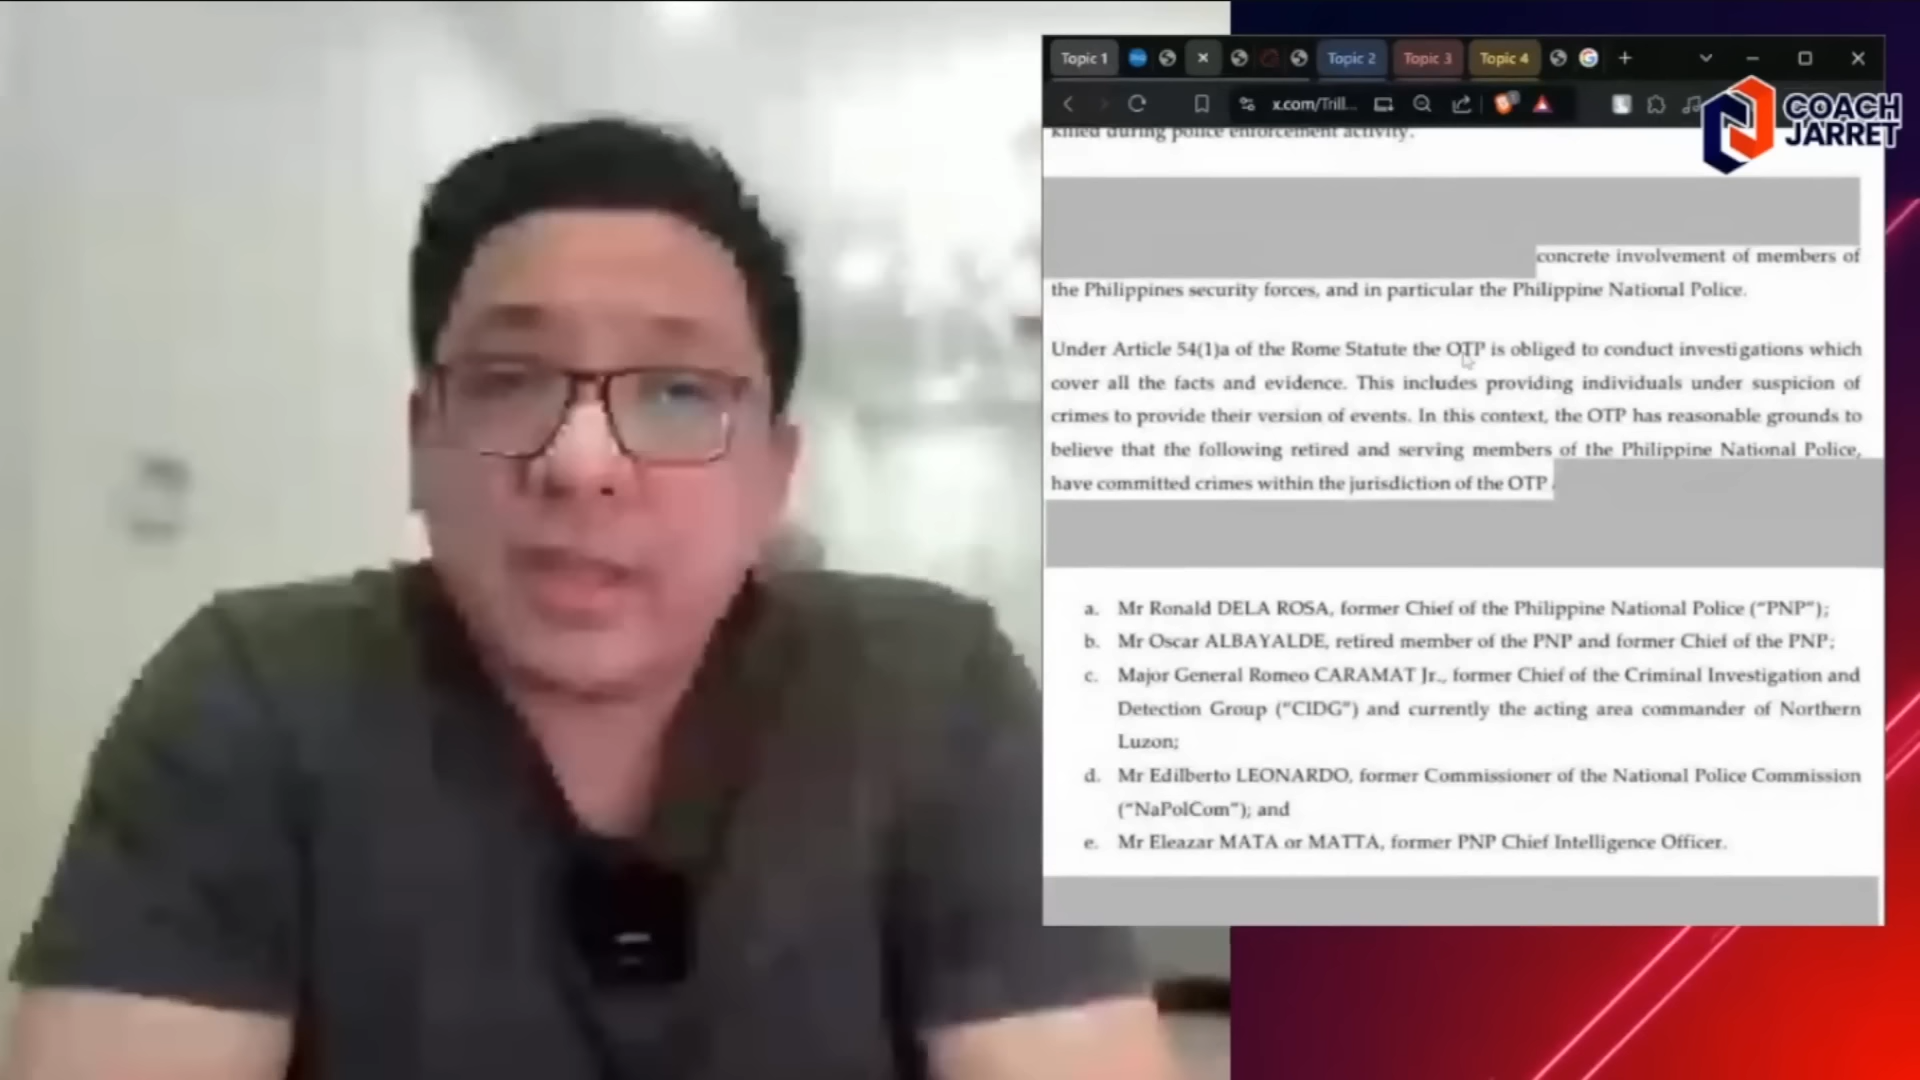 Topic 1
Topic 2
Topic 3
Topic 4
x.com/Trill...
COACH
JARRET
killed during police enforcement activity.
concrete involvement of members of
the Philippines security forces, and in particular the Philippine National Police.
Under Article 54(1)a of the Rome Statute the OTP is obliged to conduct investigations which
cover all the facts and evidence. This includes providing individuals under suspicion of
crimes to provide their version of events. In this context, the OTP has reasonable grounds to
believe that the following retired and serving members of the Philippine National Police,
have committed crimes within the jurisdiction of the OTP
a. Mr Ronald DELA ROSA, former Chief of the Philippine National Police (“PNP”);
b. Mr Oscar ALBAYALDE, retired member of the PNP and former Chief of the PNP;
c. Major General Romeo CARAMAT Jr., former Chief of the Criminal Investigation and
Detection Group (“CIDG”) and currently the acting area commander of Northern
Luzon;
d. Mr Edilberto LEONARDO, former Commissioner of the National Police Commission
(“NaPolCom”); and
e. Mr Eleazar MATA or MATTA, former PNP Chief Intelligence Officer.